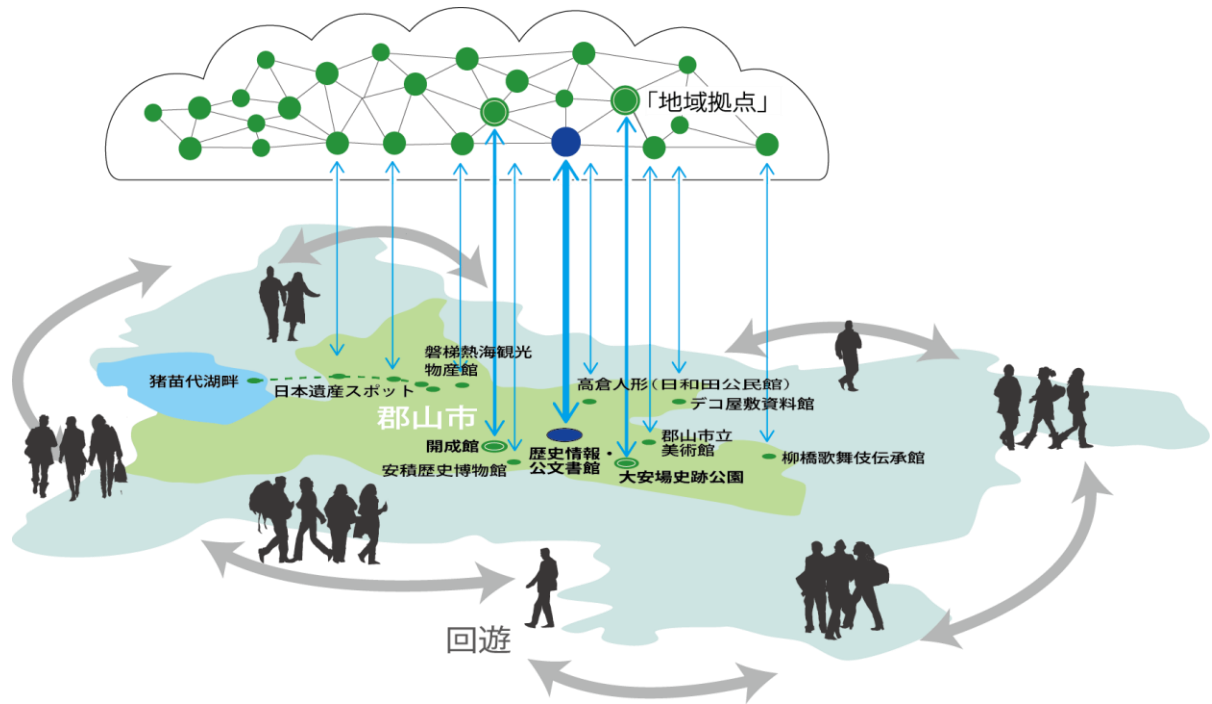 「地域拠点」
磐梯熱海観光
物産館
猪苗代湖畔
日本遺産スポット
高倉人形(日和田公民館)
デコ屋敷資料館
郡山市
開成館
安積歴史博物館
歴史情報・
公文書館
郡山市立
美術館
大安場史跡公園
柳橋歌舞伎伝承館
回遊